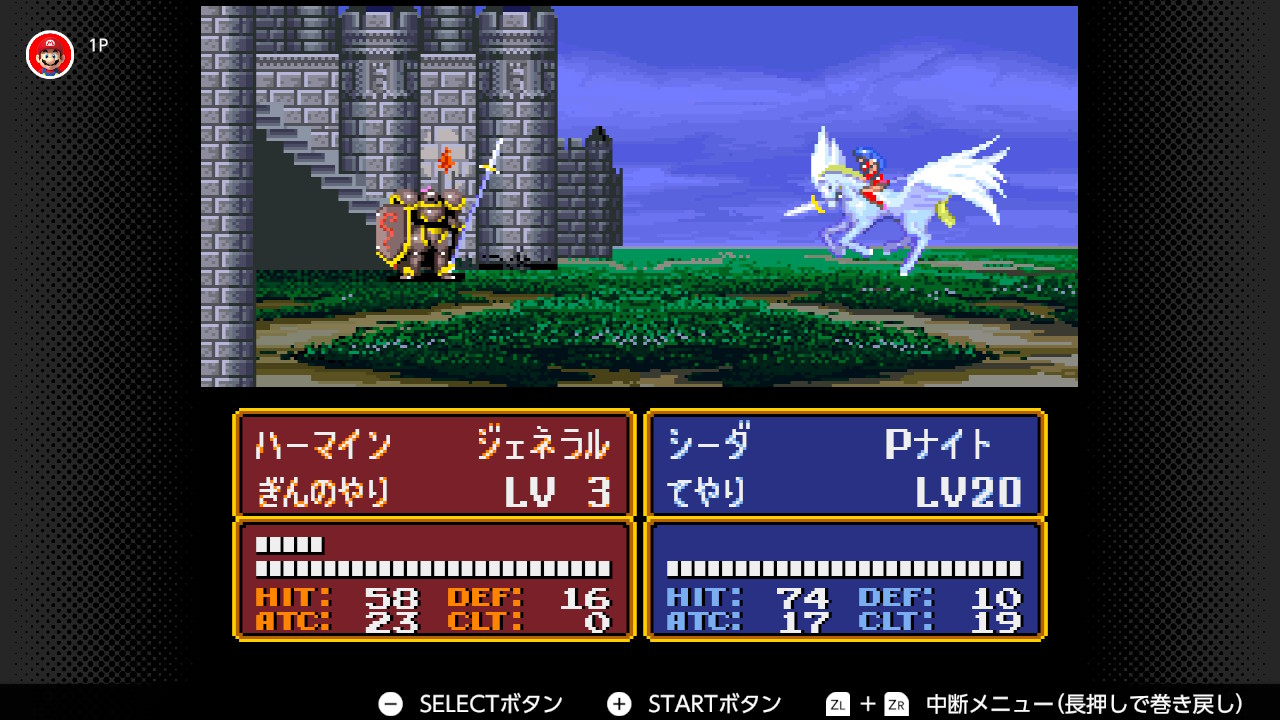 1P
ハーマイン ジェネラル
ぎんのやり LV 3
シーダ Pナイト
てやり LV20
HIT: 58 DEF: 16
ATC: 23 CLT: 0
HIT: 74 DEF: 10
ATC: 17 CLT: 19
SELECTボタン STARTボタン ZL + ZR 中断メニュー(長押しで巻き戻し)